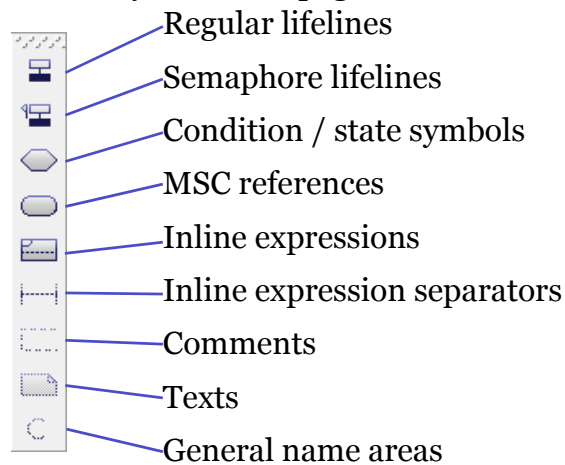 Regular lifelines
Semaphore lifelines
Condition / state symbols
MSC references
Inline expressions
Inline expression separators
Comments
Texts
General name areas